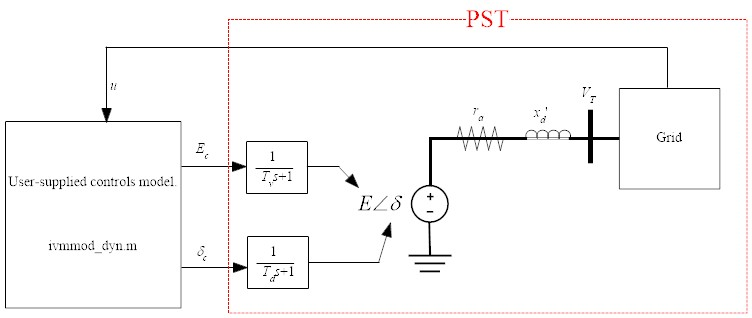 PST
u
V_T
r_a
x_d'
Grid
E_c
1
T_v s+1
User-supplied controls model.
E∠δ
+
−
ivmmod_dyn.m
δ_c
1
T_d s+1